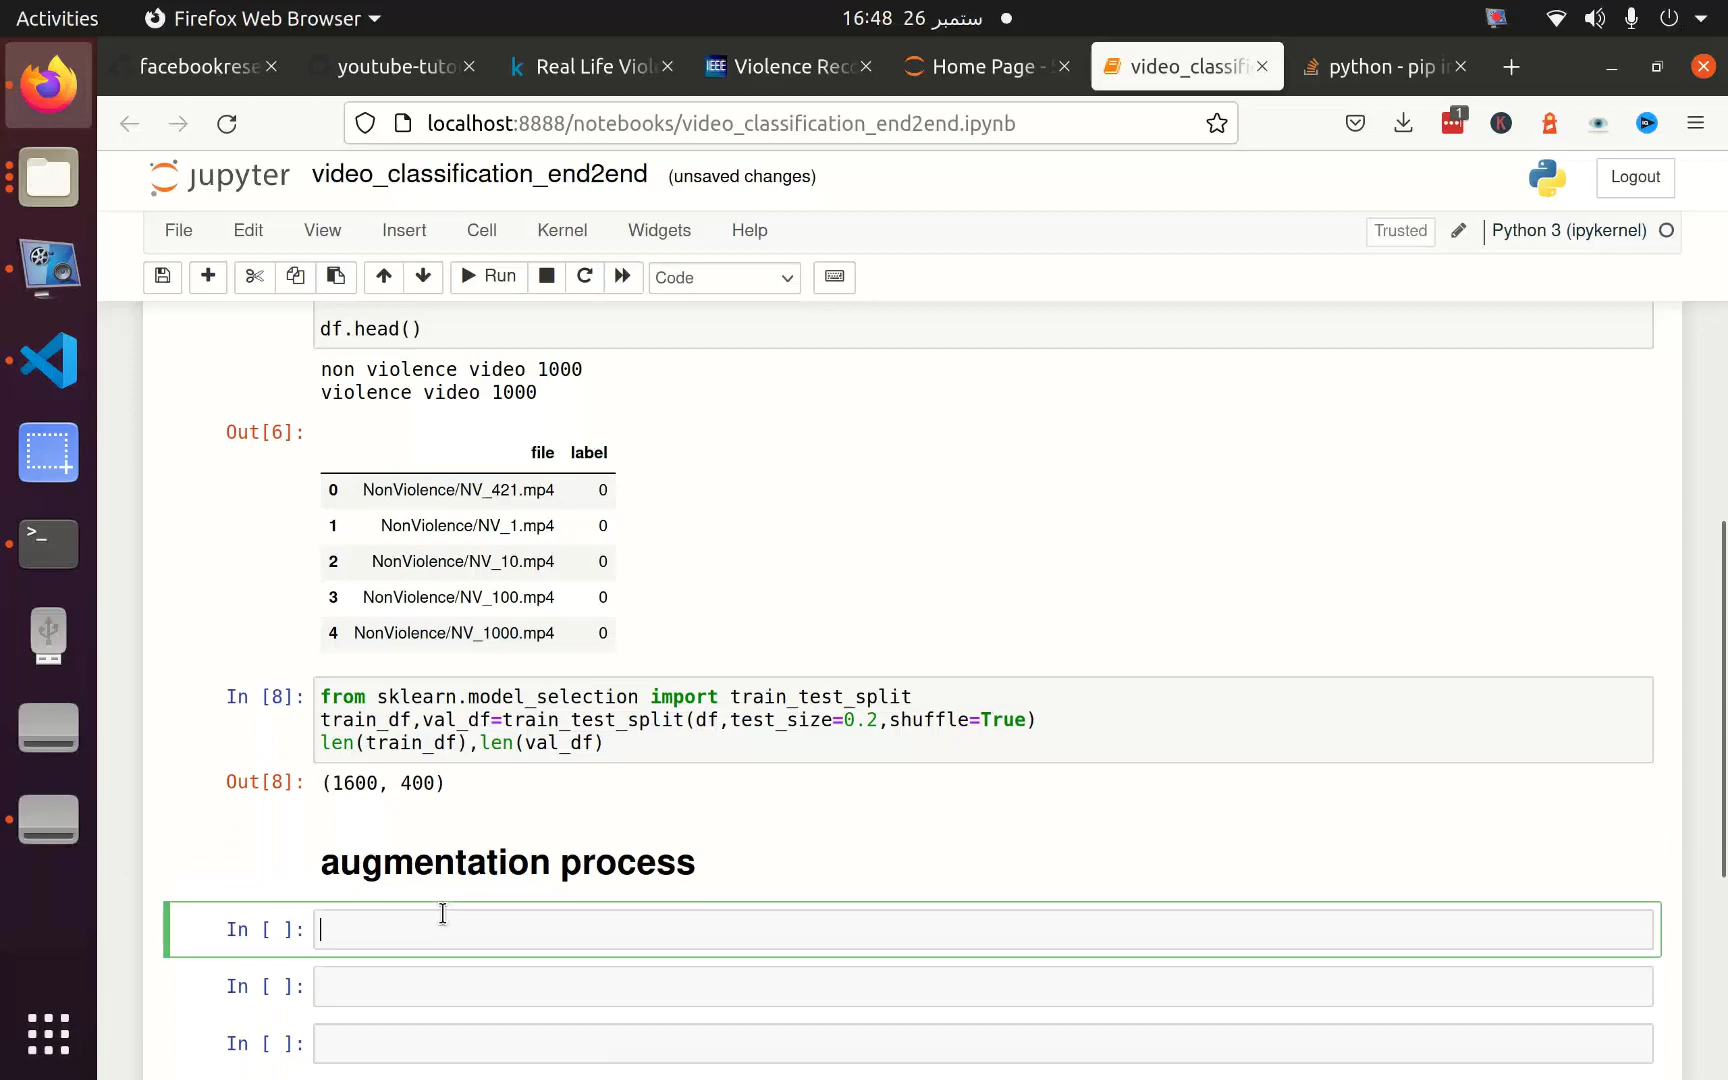 Activities
Firefox Web Browser
16:48 26 ستمبر
facebookrese
youtube-tuto
Real Life Viol
IEEE
Violence Rec
Home Page -
video_classifi
python - pip i
localhost:8888/notebooks/video_classification_end2end.ipynb
1
jupyter
video_classification_end2end
(unsaved changes)
Logout
File
Edit
View
Insert
Cell
Kernel
Widgets
Help
Trusted
Python 3 (ipykernel)
Run
Code
df.head()
non violence video 1000
violence video 1000
Out[6]:
file label
0 NonViolence/NV_421.mp4 0
1 NonViolence/NV_1.mp4 0
2 NonViolence/NV_10.mp4 0
3 NonViolence/NV_100.mp4 0
4 NonViolence/NV_1000.mp4 0
In [8]: from sklearn.model_selection import train_test_split
train_df,val_df=train_test_split(df,test_size=0.2,shuffle=True)
len(train_df),len(val_df)
Out[8]: (1600, 400)
augmentation process
In [ ]:
In [ ]:
In [ ]: